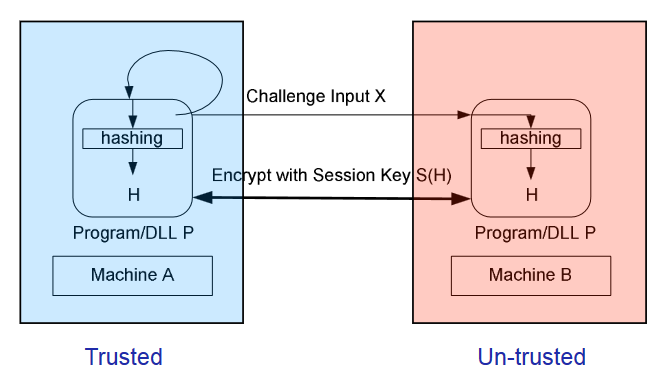 Challenge Input X
hashing
hashing
Encrypt with Session Key S(H)
H
H
Program/DLL P
Program/DLL P
Machine A
Machine B
Trusted
Un-trusted